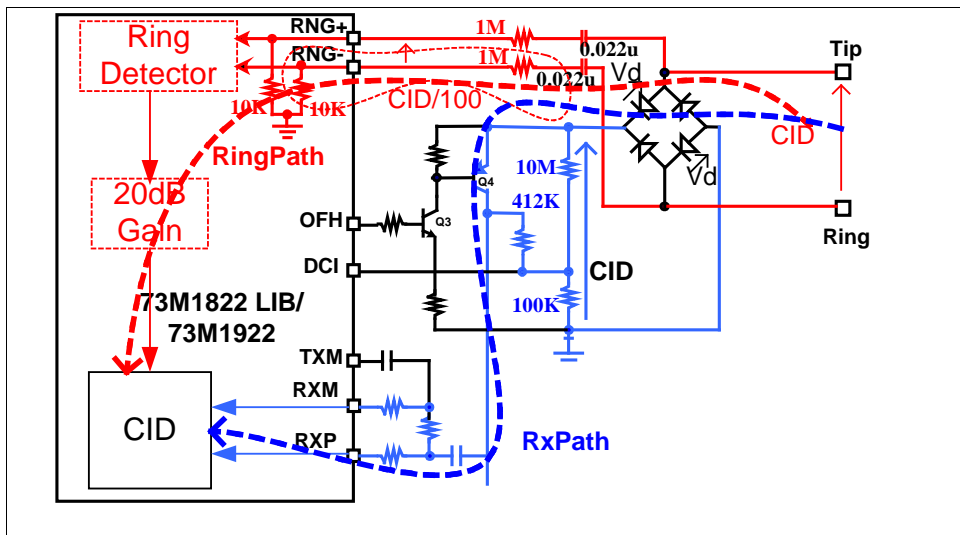 RNG+
RNG-
Ring
Detector
1M
0.022u
1M
0.022u
Vd
Tip
10K
10K
CID/100
CID
RingPath
Vd
20dB
Gain
10M
Q4
412K
OFH
Q3
Ring
DCI
CID
100K
73M1822 LIB/
73M1922
TXM
RXM
CID
RXP
RxPath